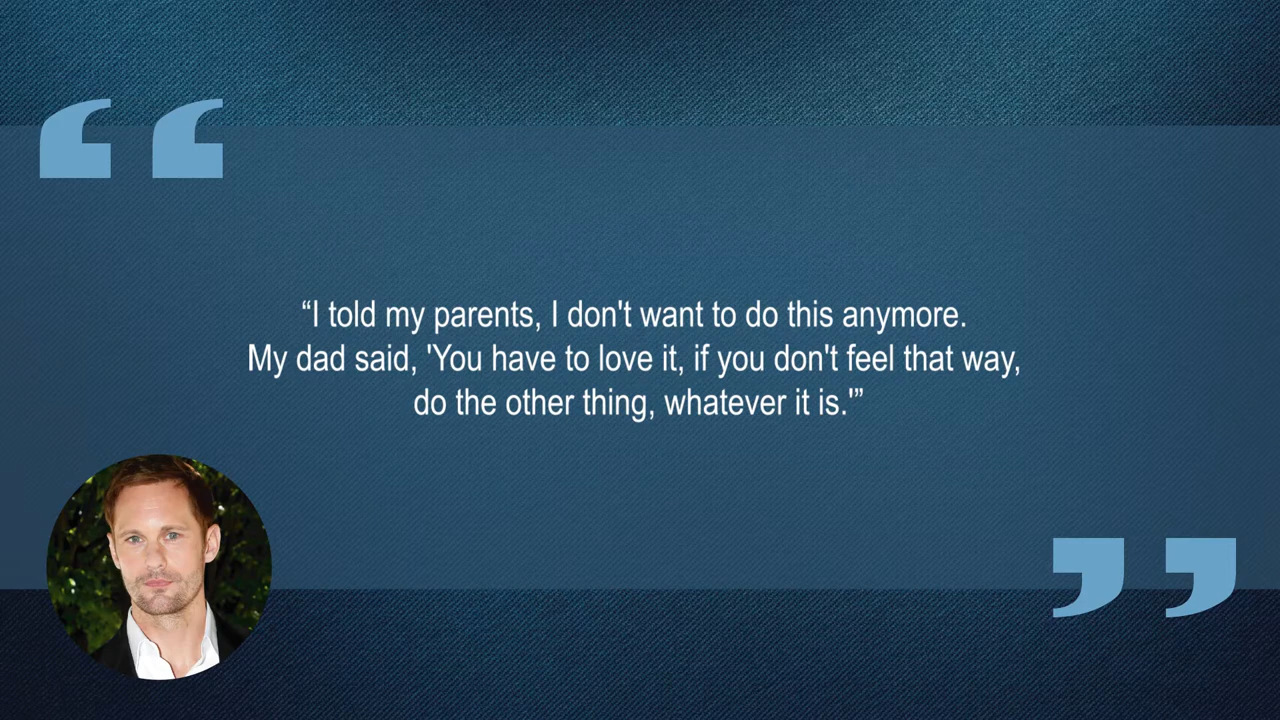 “I told my parents, I don't want to do this anymore.
My dad said, 'You have to love it, if you don't feel that way,
do the other thing, whatever it is.'”